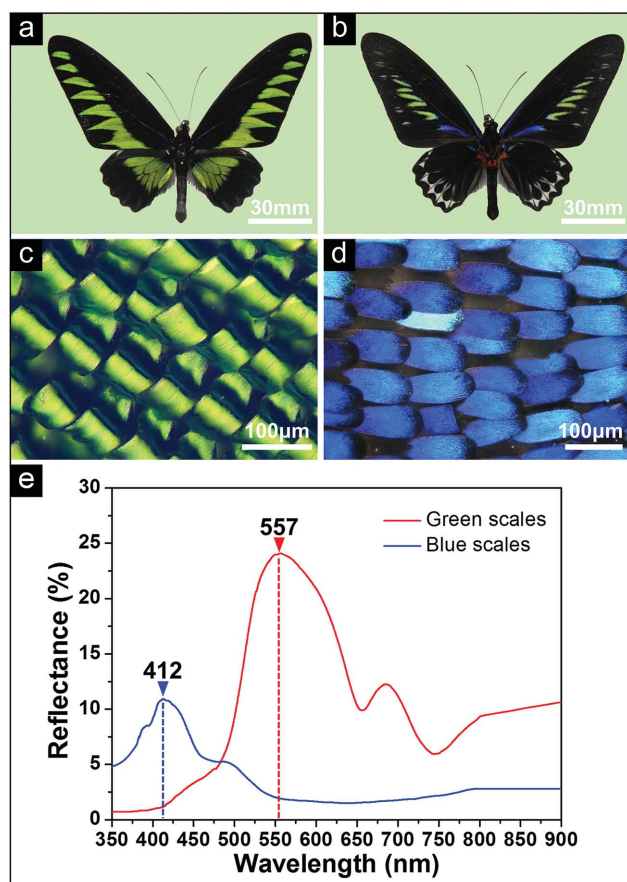 a
b
30mm
30mm
c
d
100μm
100μm
e
30
25
20
15
10
5
0
Reflectance (%)
557
412
Green scales
Blue scales
350 400 450 500 550 600 650 700 750 800 850 900
Wavelength (nm)